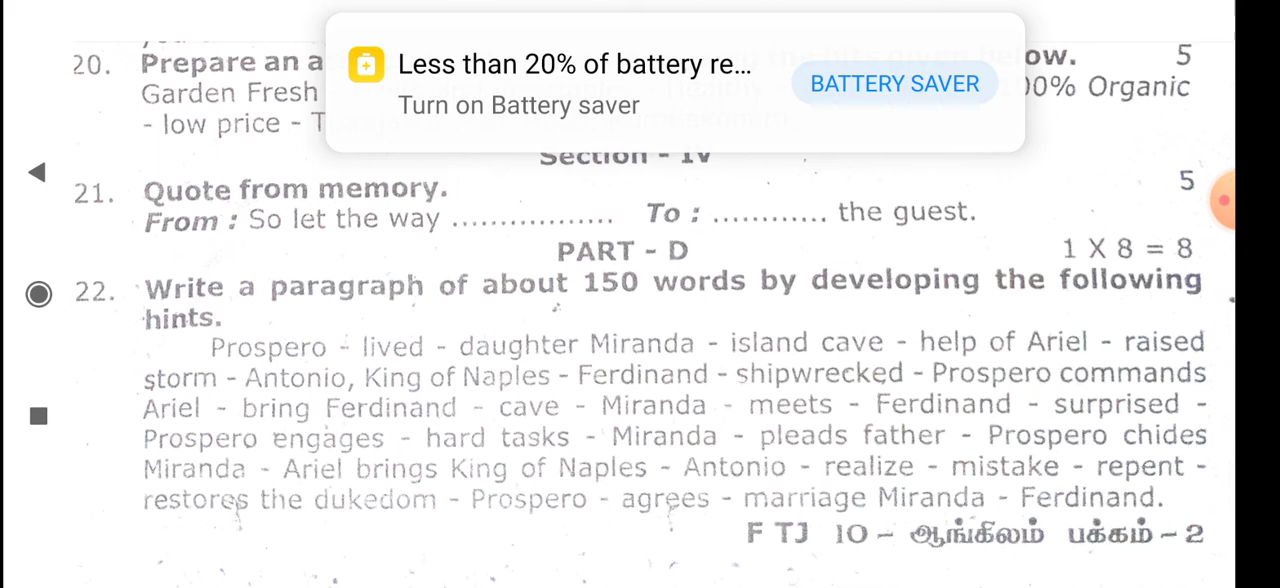 20. Prepare an a ow. 5
Garden Fresh 00% Organic
- low price - T
Less than 20% of battery re...
Turn on Battery saver
BATTERY SAVER
Section - IV
21. Quote from memory. 5
From : So let the way .................. To : ............ the guest.
PART - D 1 X 8 = 8
22. Write a paragraph of about 150 words by developing the following
hints.
Prospero - lived - daughter Miranda - island cave - help of Ariel - raised
storm - Antonio, King of Naples - Ferdinand - shipwrecked - Prospero commands
Ariel - bring Ferdinand - cave - Miranda - meets - Ferdinand - surprised -
Prospero engages - hard tasks - Miranda - pleads father - Prospero chides
Miranda - Ariel brings King of Naples - Antonio - realize - mistake - repent -
restores the dukedom - Prospero - agrees - marriage Miranda - Ferdinand.
F TJ 10 - ஆங்கிலம் பக்கம் - 2